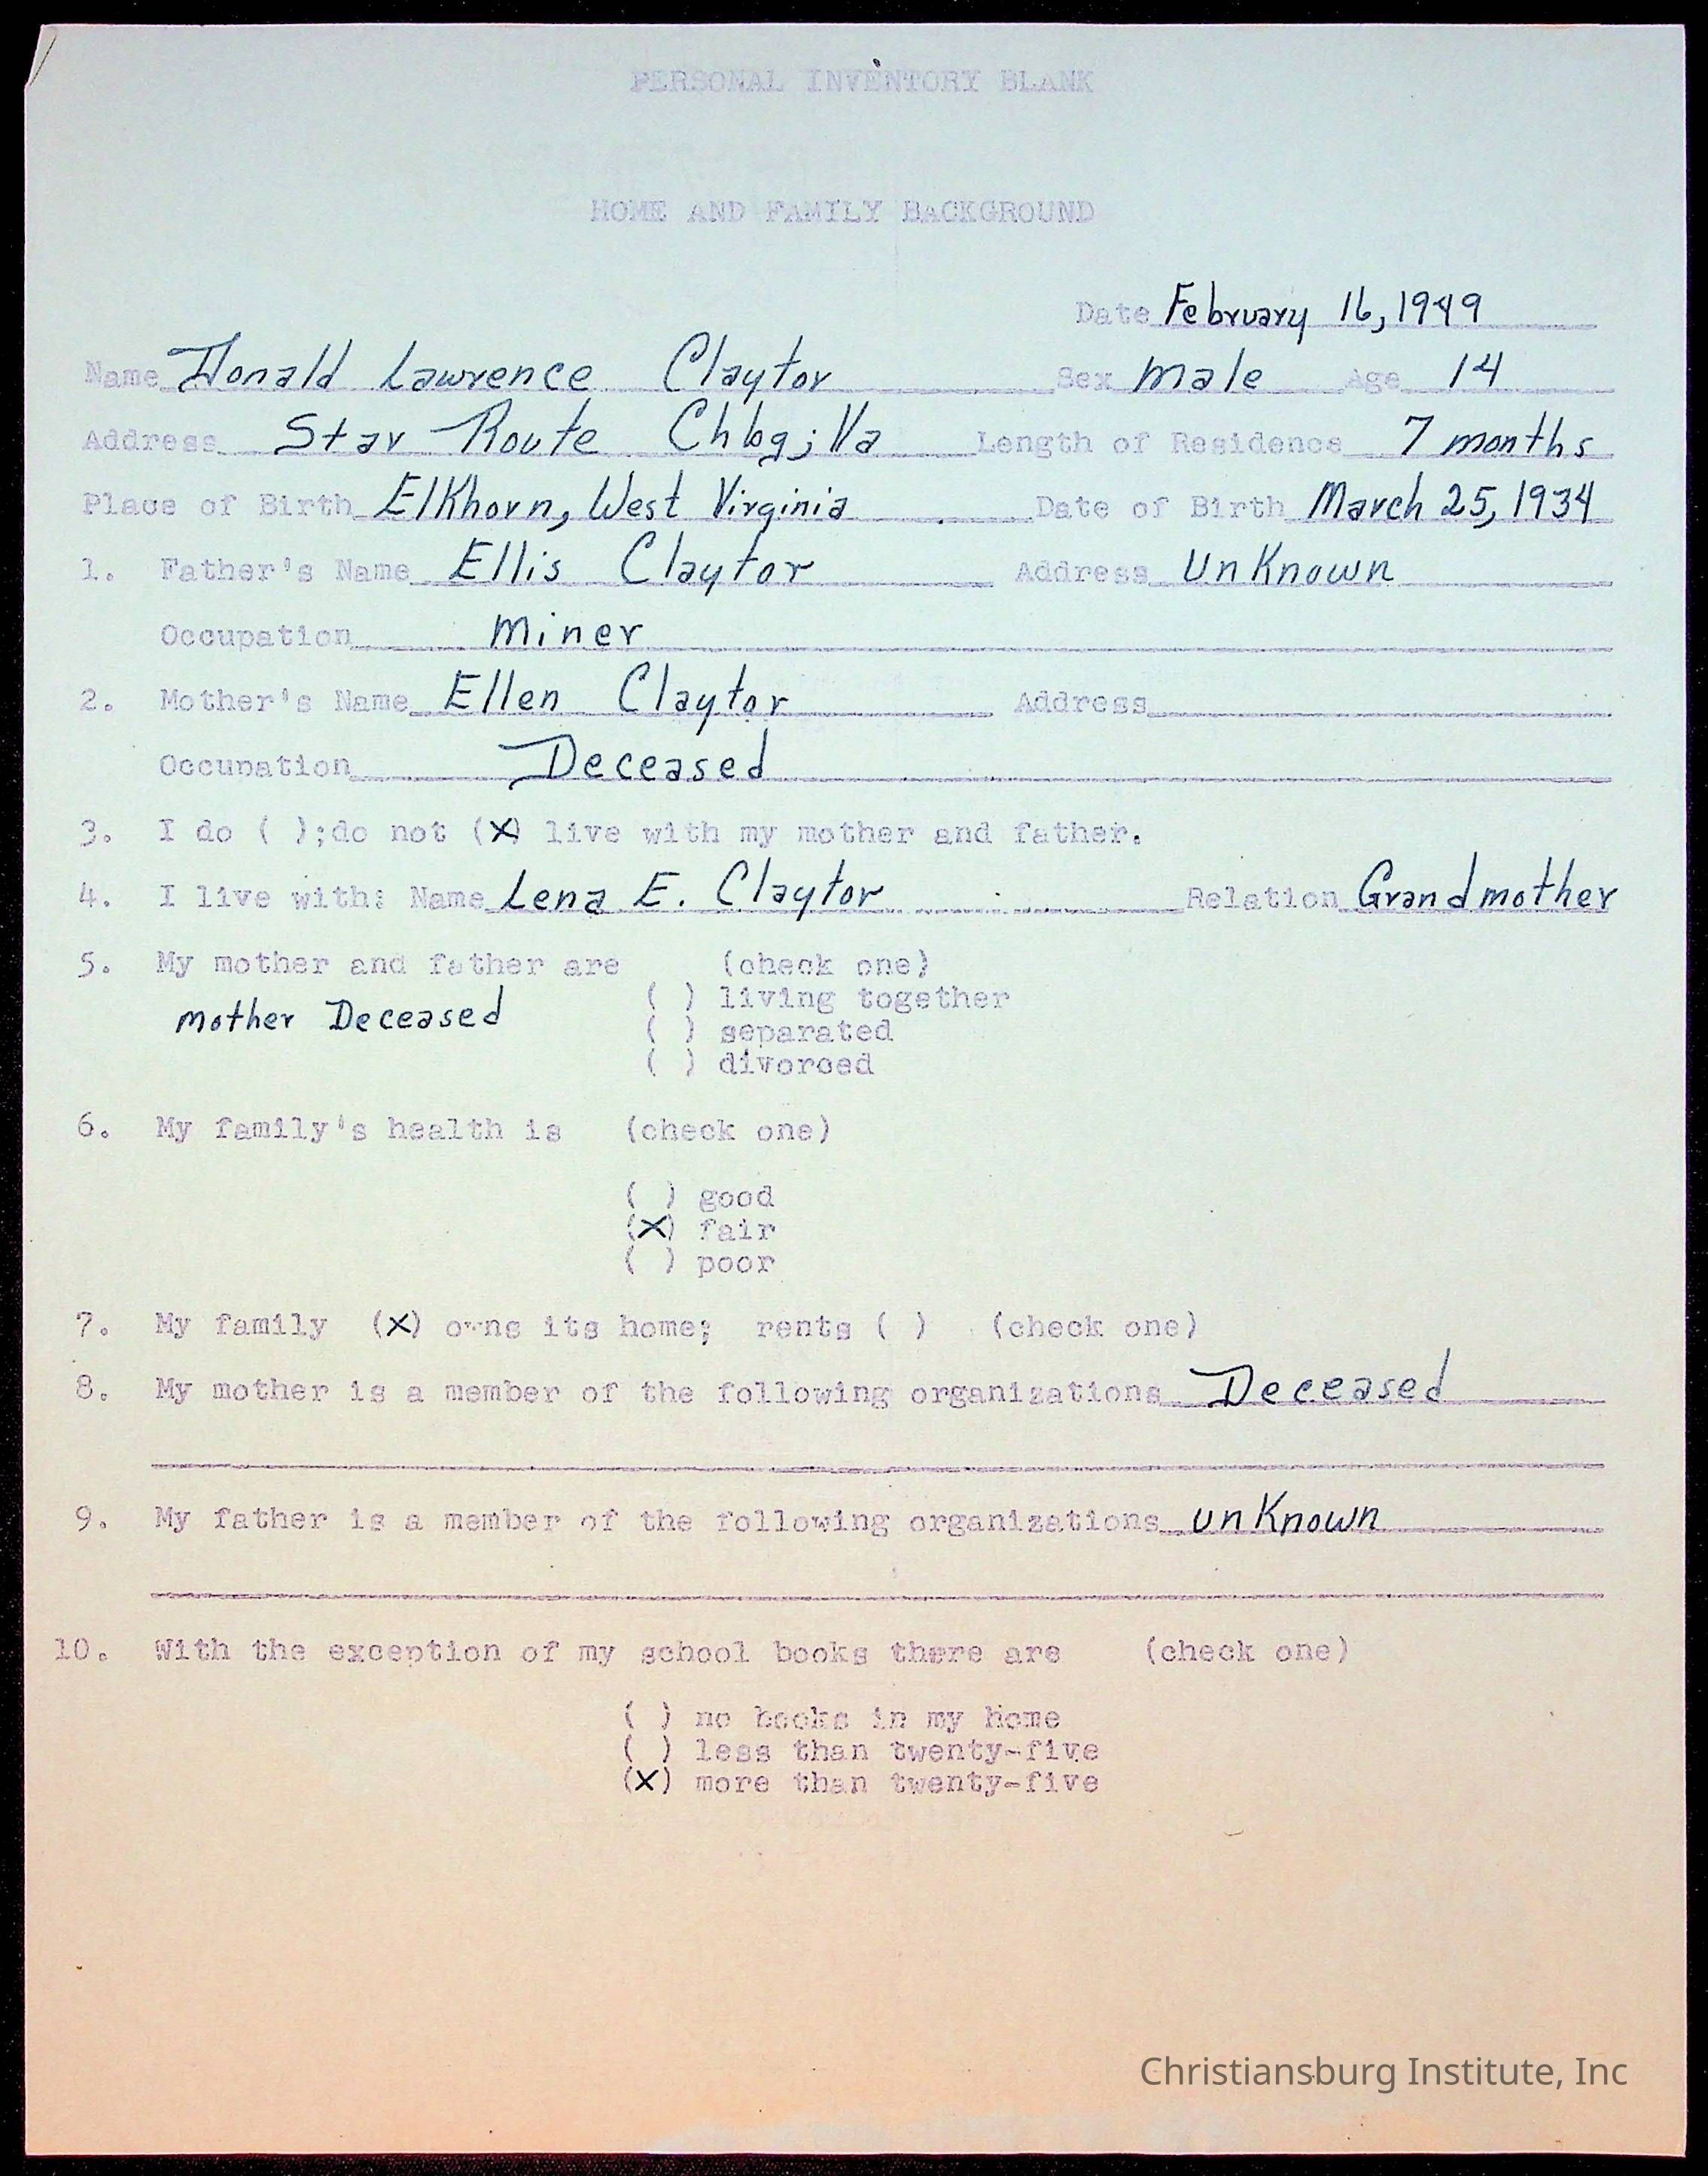 PERSONAL INVENTORY BLANK
HOME AND FAMILY BACKGROUND
Date February 16, 1949
Name Donald Lawrence Claytor Sex male Age 14
Address Star Route Chbg; Va Length of Residence 7 months
Place of Birth ElKhorn, West Virginia Date of Birth March 25, 1934
1. Father's Name Ellis Claytor Address UnKnown
Occupation miner
2. Mother's Name Ellen Claytor Address
Occupation Deceased
3. I do ( );do not (X) live with my mother and father.
4. I live with: Name Lena E. Claytor Relation Grandmother
5. My mother and father are (check one)
( ) living together
mother Deceased
( ) separated
( ) divorced
6. My family's health is (check one)
( ) good
(X) fair
( ) poor
7. My family (X) owns its home; rents ( ) (check one)
8. My mother is a member of the following organizations Deceased
9. My father is a member of the following organizations unKnown
10. With the exception of my school books there are (check one)
( ) no books in my home
( ) less than twenty-five
(X) more than twenty-five
Christiansburg Institute, Inc